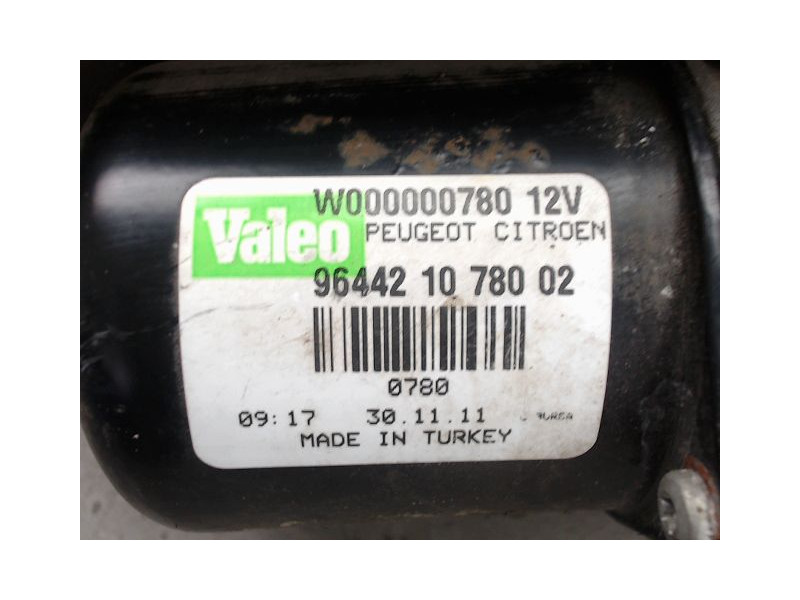 W000000780 12V
Valeo
PEUGEOT CITROEN
96442 10 780 02
0780
09:17 30.11.11
MADE IN TURKEY